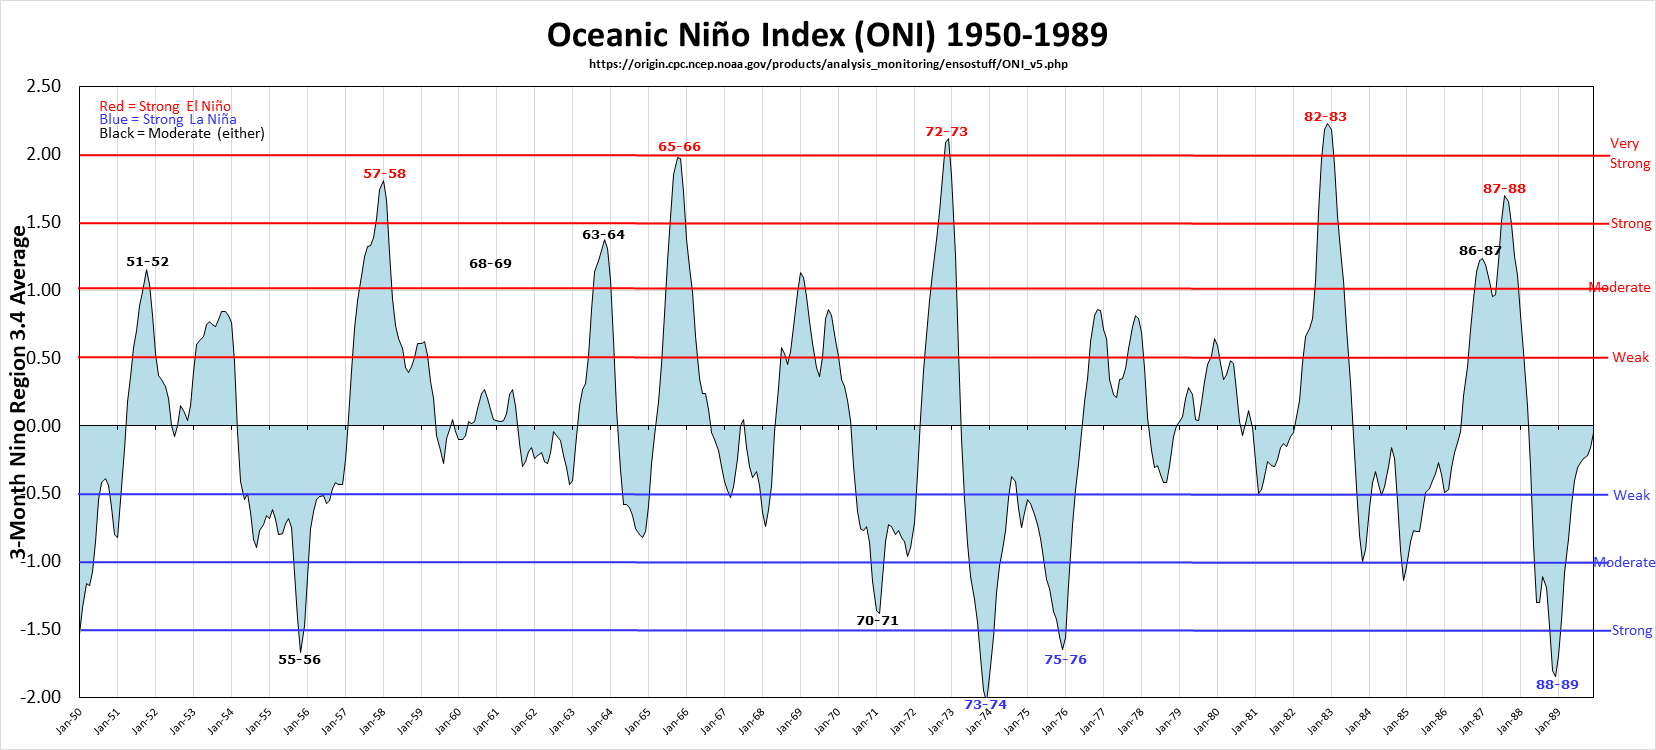 Oceanic Niño Index (ONI) 1950-1989
https://origin.cpc.ncep.noaa.gov/products/analysis_monitoring/ensostuff/ONI_v5.php
3-Month Nino Region 3.4 Average
2.50
2.00
1.50
1.00
0.50
0.00
-0.50
-1.00
-1.50
-2.00
Red = Strong El Niño
Blue = Strong La Niña
Black = Moderate (either)
51-52
55-56
57-58
63-64
65-66
68-69
70-71
72-73
73-74
75-76
82-83
86-87
87-88
88-89
Very
Strong
Strong
Moderate
Weak
Weak
Moderate
Strong
Jan-50
Jan-51
Jan-52
Jan-53
Jan-54
Jan-55
Jan-56
Jan-57
Jan-58
Jan-59
Jan-60
Jan-61
Jan-62
Jan-63
Jan-64
Jan-65
Jan-66
Jan-67
Jan-68
Jan-69
Jan-70
Jan-71
Jan-72
Jan-73
Jan-74
Jan-75
Jan-76
Jan-77
Jan-78
Jan-79
Jan-80
Jan-81
Jan-82
Jan-83
Jan-84
Jan-85
Jan-86
Jan-87
Jan-88
Jan-89